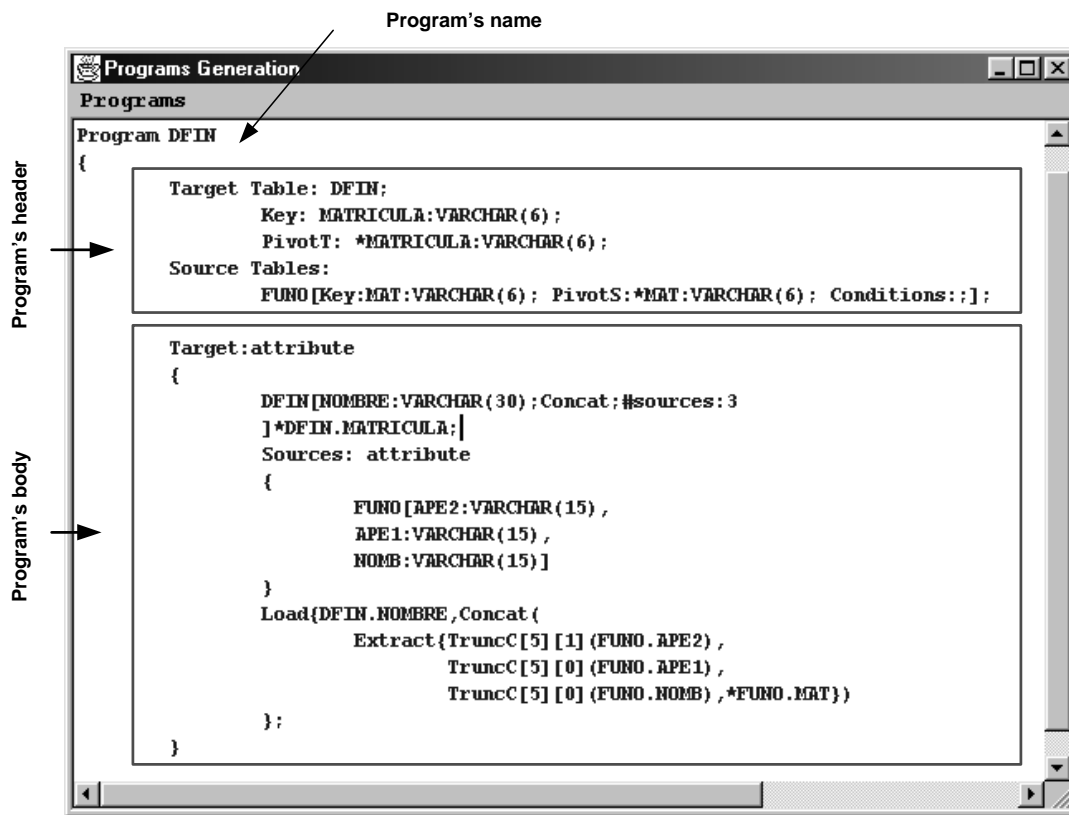 Program's name
Programs Generation
Programs
Program DFIN
{
Program's header
Target Table: DFIN;
Key: MATRICULA:VARCHAR(6);
PivotT: *MATRICULA:VARCHAR(6);
Source Tables:
FUNO[Key:MAT:VARCHAR(6); PivotS:*MAT:VARCHAR(6); Conditions:;];
Program's body
Target:attribute
{
DFIN[NOMBRE:VARCHAR(30);Concat;#sources:3
]*DFIN.MATRICULA;
Sources: attribute
{
FUNO[APE2:VARCHAR(15),
APE1:VARCHAR(15),
NOMB:VARCHAR(15)]
}
Load{DFIN.NOMBRE,Concat(
Extract{TruncC[5][1](FUNO.APE2),
TruncC[5][0](FUNO.APE1),
TruncC[5][0](FUNO.NOMB),*FUNO.MAT})
};
}